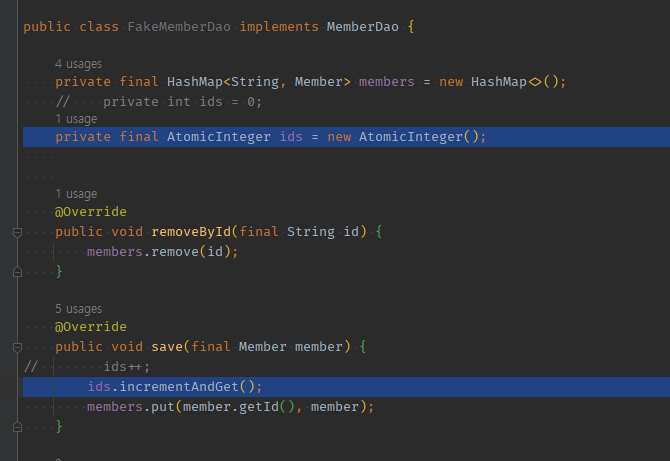 public class FakeMemberDao implements MemberDao {
4 usages
private final HashMap<String, Member> members = new HashMap<>();
//    private int ids = 0;
1 usage
private final AtomicInteger ids = new AtomicInteger();
1 usage
@Override
public void removeById(final String id) {
members.remove(id);
}
5 usages
@Override
public void save(final Member member) {
//        ids++;
ids.incrementAndGet();
members.put(member.getId(), member);
}